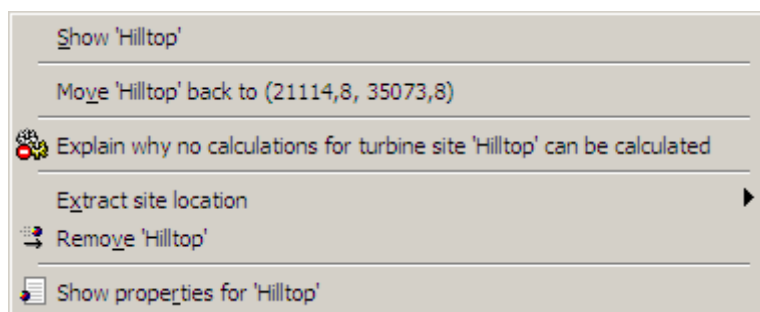 Show 'Hilltop'
Move 'Hilltop' back to (21114,8, 35073,8)
Explain why no calculations for turbine site 'Hilltop' can be calculated
Extract site location
Remove 'Hilltop'
Show properties for 'Hilltop'